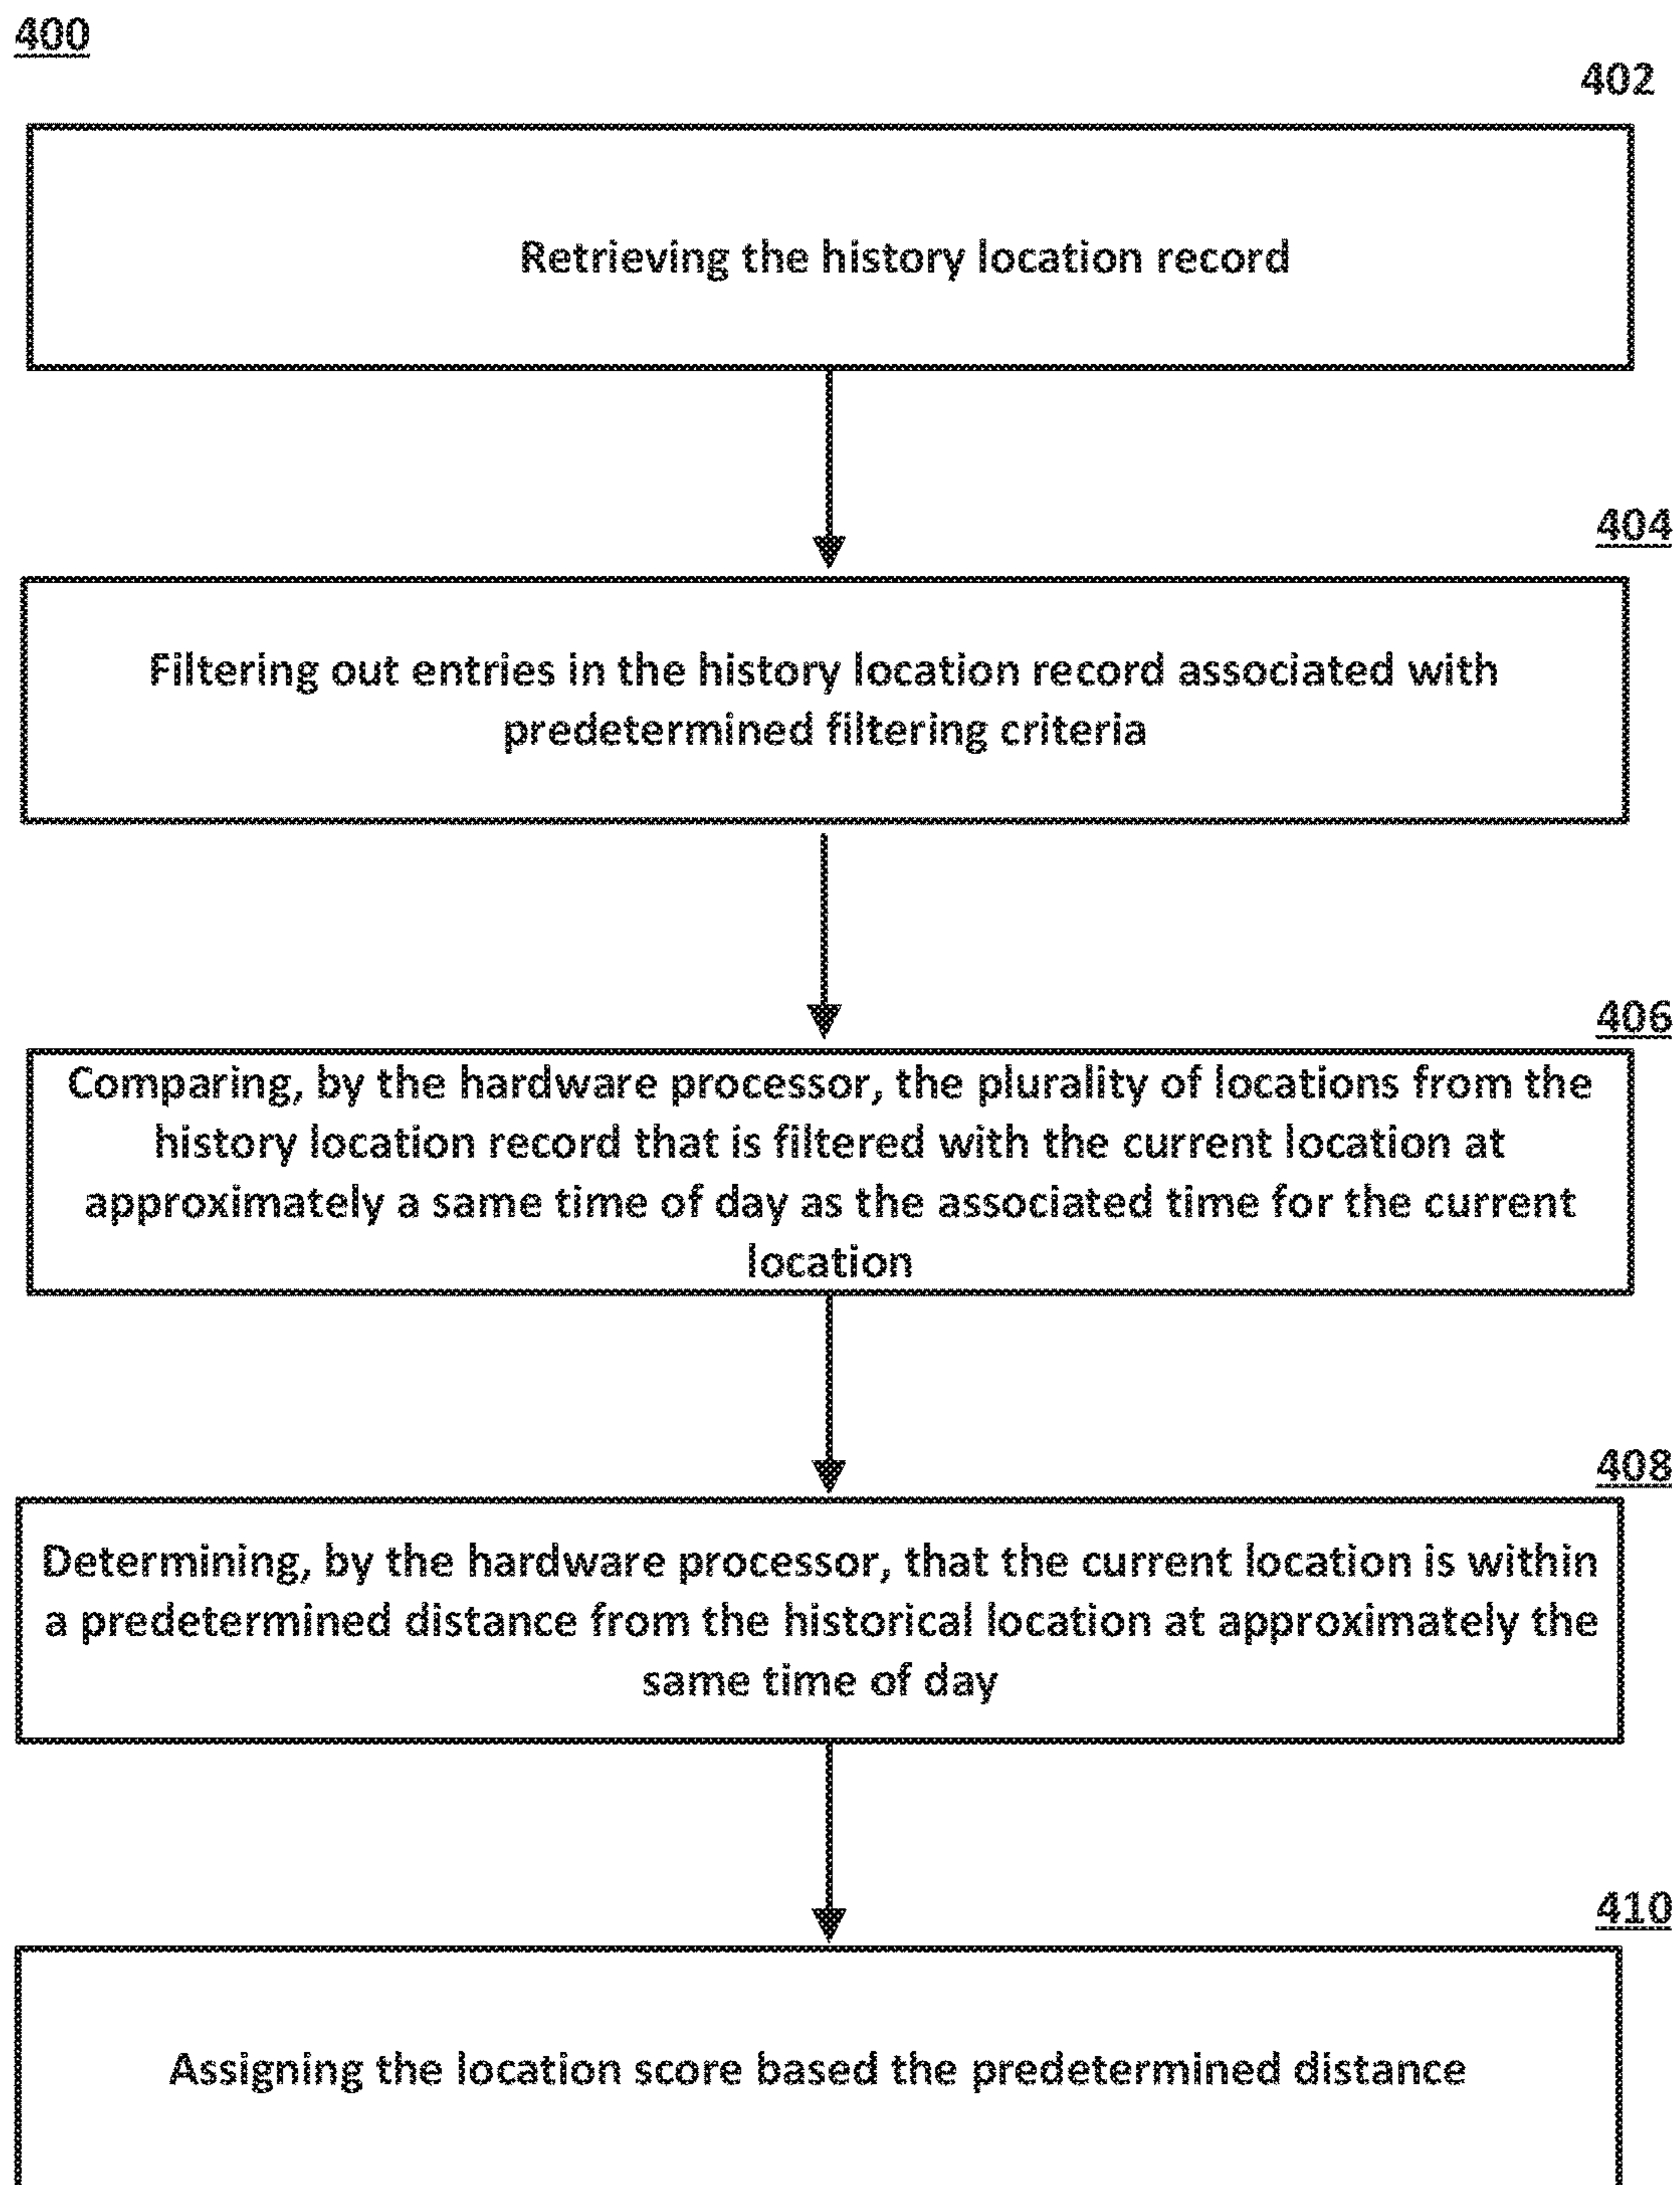 400
402
Retrieving the history location record
404
Filtering out entries in the history location record associated with
predetermined filtering criteria
406
Comparing, by the hardware processor, the plurality of locations from the
history location record that is filtered with the current location at
approximately a same time of day as the associated time for the current
location
408
Determining, by the hardware processor, that the current location is within
a predetermined distance from the historical location at approximately the
same time of day
410
Assigning the location score based the predetermined distance